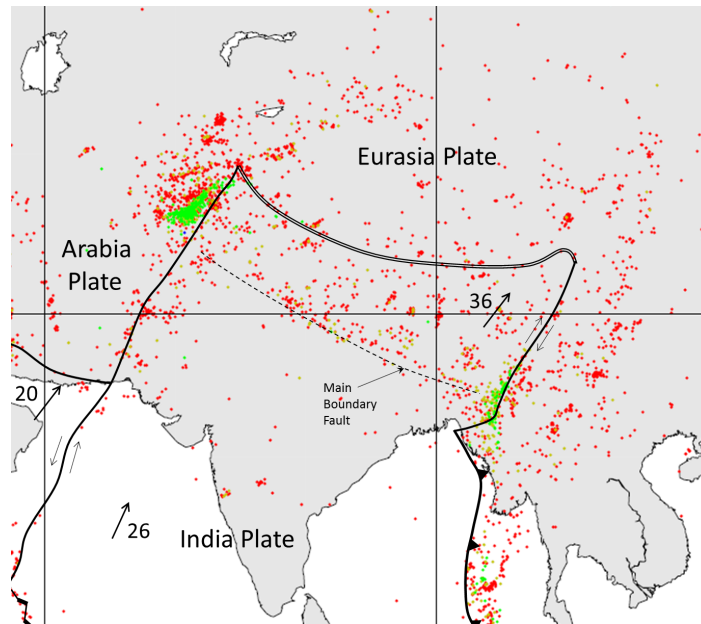 Eurasia Plate
Arabia
Plate
36
20
Main
Boundary
Fault
26
India Plate